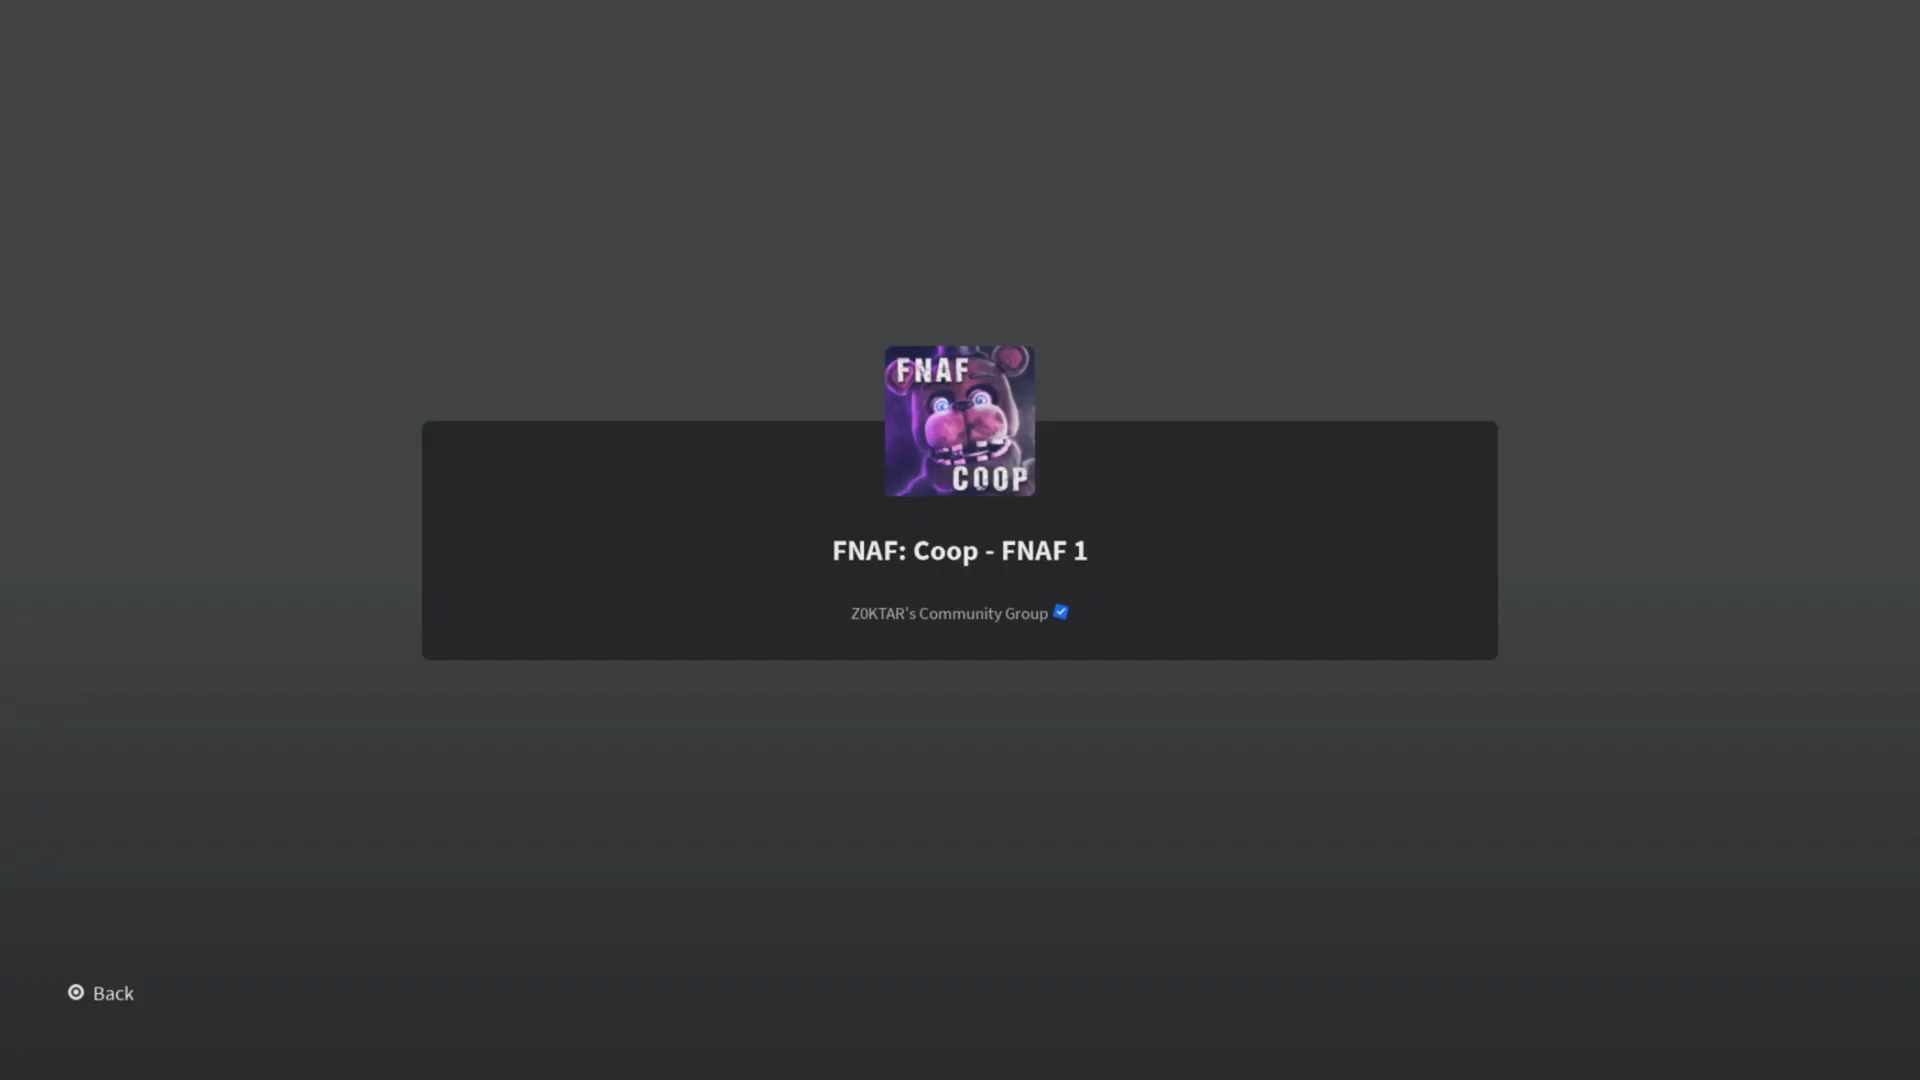 FNAF
COOP
FNAF: Coop - FNAF 1
Z0KTAR's Community Group
Back